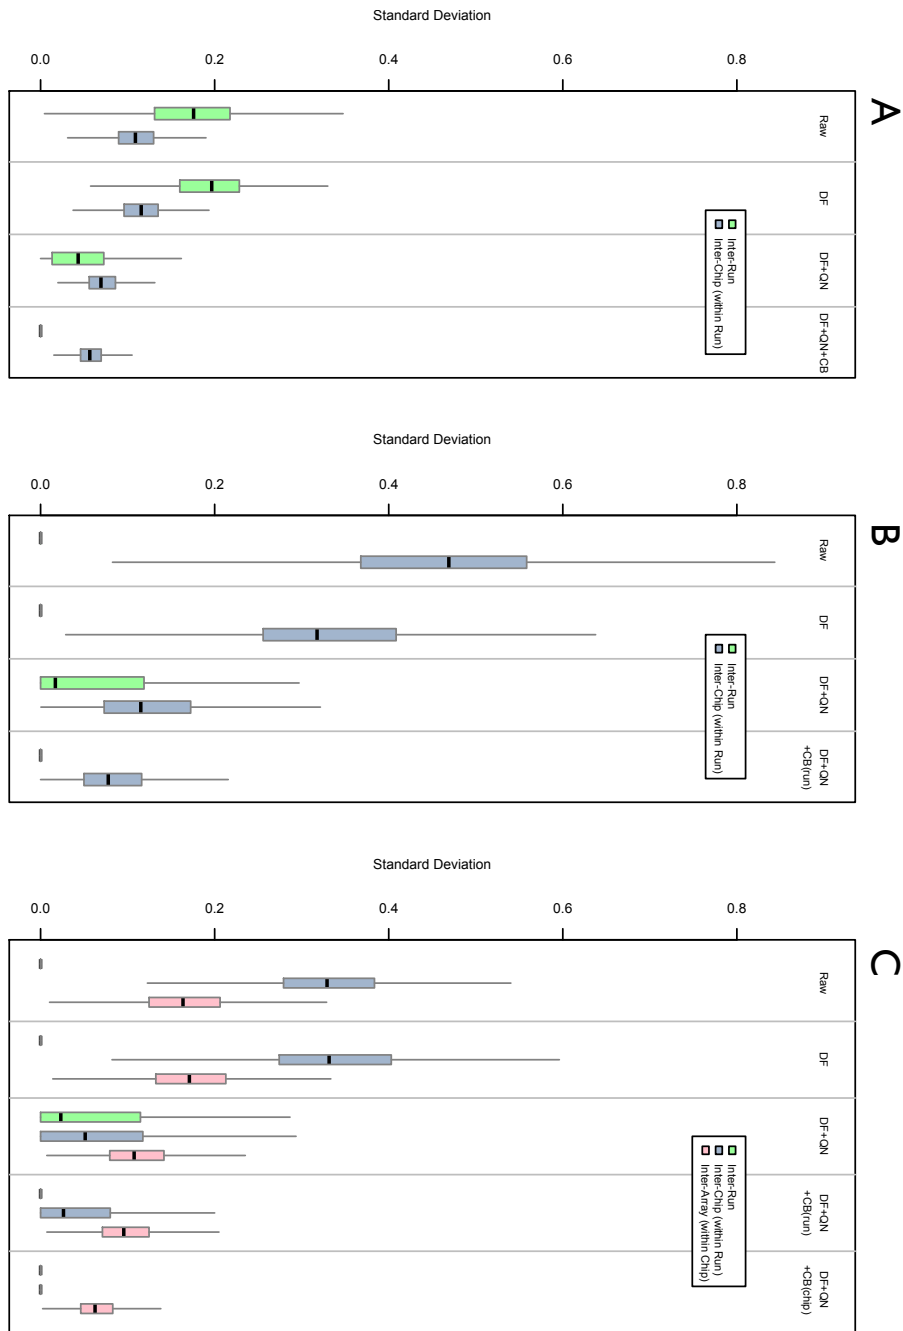 A
Standard Deviation
0.0
0.2
0.4
0.6
0.8
Raw
DF
DF+QN
DF+QN+CB
Inter-Run
Inter-Chip (within Run)
B
Standard Deviation
0.0
0.2
0.4
0.6
0.8
Raw
DF
DF+QN
DF+QN
+CB(run)
Inter-Run
Inter-Chip (within Run)
C
Standard Deviation
0.0
0.2
0.4
0.6
0.8
Raw
DF
DF+QN
DF+QN
+CB(run)
DF+QN
+CB(chip)
Inter-Run
Inter-Chip (within Run)
Inter-Array (within Chip)